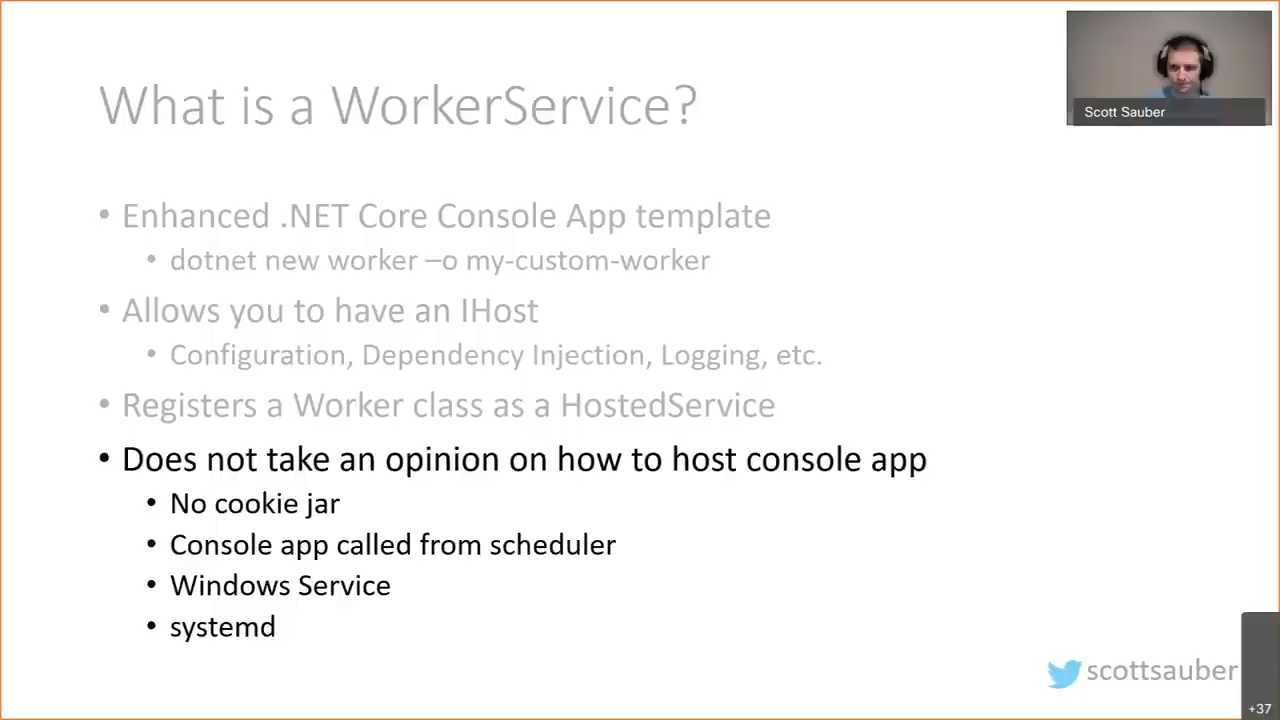 What is a WorkerService?
Scott Sauber
• Enhanced .NET Core Console App template
• dotnet new worker –o my-custom-worker
• Allows you to have an IHost
• Configuration, Dependency Injection, Logging, etc.
• Registers a Worker class as a HostedService
• Does not take an opinion on how to host console app
• No cookie jar
• Console app called from scheduler
• Windows Service
• systemd
scottsauber
+37